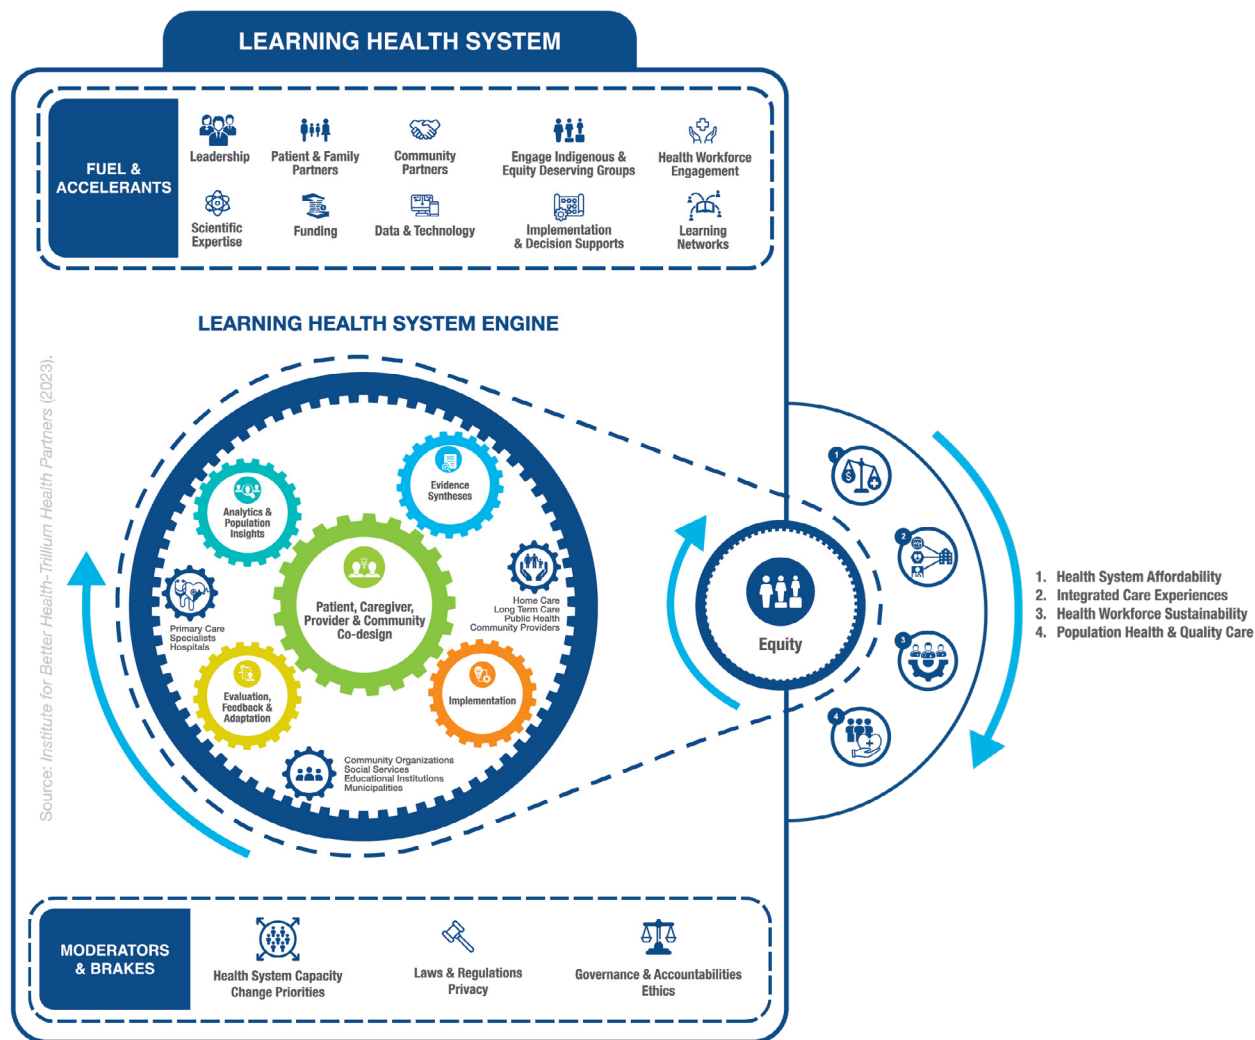 LEARNING HEALTH SYSTEM
FUEL &
ACCELERANTS
Leadership
Patient & Family
Partners
Community
Partners
Engage Indigenous &
Equity Deserving Groups
Health Workforce
Engagement
Scientific
Expertise
Funding
Data & Technology
Implementation
& Decision Supports
Learning
Networks
LEARNING HEALTH SYSTEM ENGINE
Source: Institute for Better Health-Trillium Health Partners (2023).
Analytics &
Population
Insights
Evidence
Syntheses
Patient, Caregiver,
Provider & Community
Co-design
Primary Care
Specialists
Hospitals
Home Care
Long Term Care
Public Health
Community Providers
Evaluation,
Feedback &
Adaptation
Implementation
Community Organizations
Social Services
Educational Institutions
Municipalities
Equity
1
$
2
3
4
1. Health System Affordability
2. Integrated Care Experiences
3. Health Workforce Sustainability
4. Population Health & Quality Care
MODERATORS
& BRAKES
Health System Capacity
Change Priorities
Laws & Regulations
Privacy
Governance & Accountabilities
Ethics